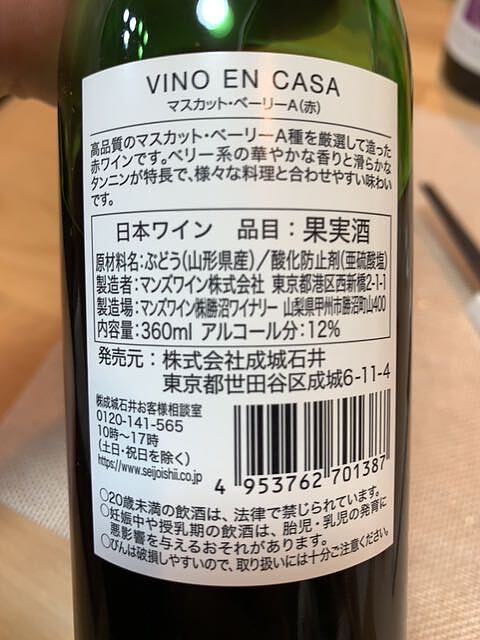 VINO EN CASA
マスカット・ベーリーA(赤)
高品質のマスカット・ベーリーA種を厳選して造った
赤ワインです。ベリー系の華やかな香りと滑らかな
タンニンが特長で、様々な料理と合わせやすい味わい
です。
日本ワイン 品目:果実酒
原材料名:ぶどう(山形県産)/酸化防止剤(亜硫酸塩)
製造者:マンズワイン株式会社 東京都港区西新橋2-1-1
製造場:マンズワイン㈱勝沼ワイナリー 山梨県甲州市勝沼町山400
内容量:360ml アルコール分:12%
発売元:株式会社成城石井
東京都世田谷区成城6-11-4
㈱成城石井お客様相談室
0120-141-565
10時〜17時
(土日・祝日を除く)
https://www.seijoishii.co.jp
4 953762 701387
○20歳未満の飲酒は、法律で禁じられています。
○妊娠中や授乳期の飲酒は、胎児・乳児の発育に
悪影響を与えるおそれがあります。
○びんは破損しやすいので、取り扱いには十分ご注意ください。